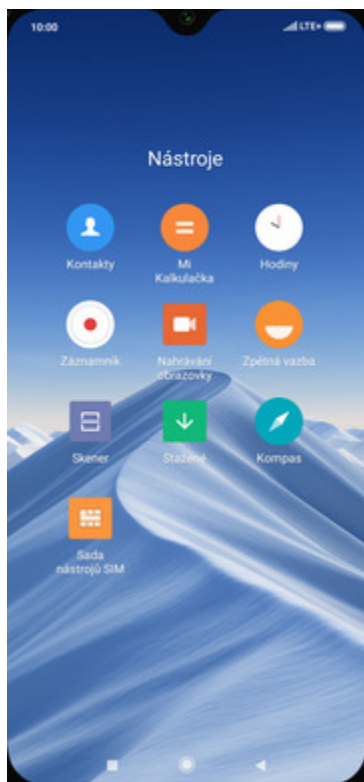 10:00
LTE+
Nástroje
Kontakty
Mi
Kalkulačka
Hodiny
Záznamník
Nahrávání
obrazovky
Zpětná vazba
Skener
Stažené
Kompas
Sada
nástrojů SIM